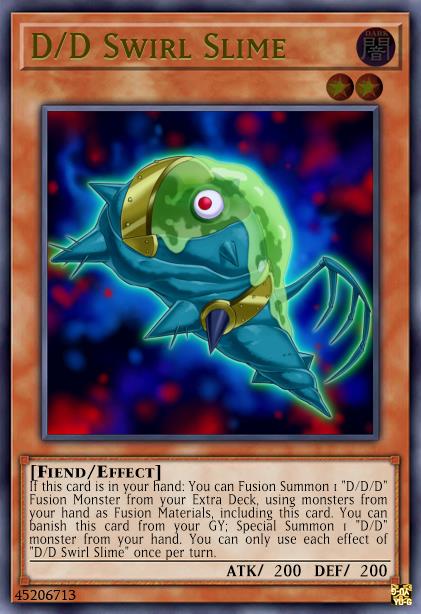 D/D SWIRL SLIME
DARK
闇
[FIEND/EFFECT]
If this card is in your hand: You can Fusion Summon 1 "D/D/D"
Fusion Monster from your Extra Deck, using monsters from
your hand as Fusion Materials, including this card. You can
banish this card from your GY; Special Summon 1 "D/D"
monster from your hand. You can only use each effect of
"D/D Swirl Slime" once per turn.
ATK/ 200 DEF/ 200
45206713